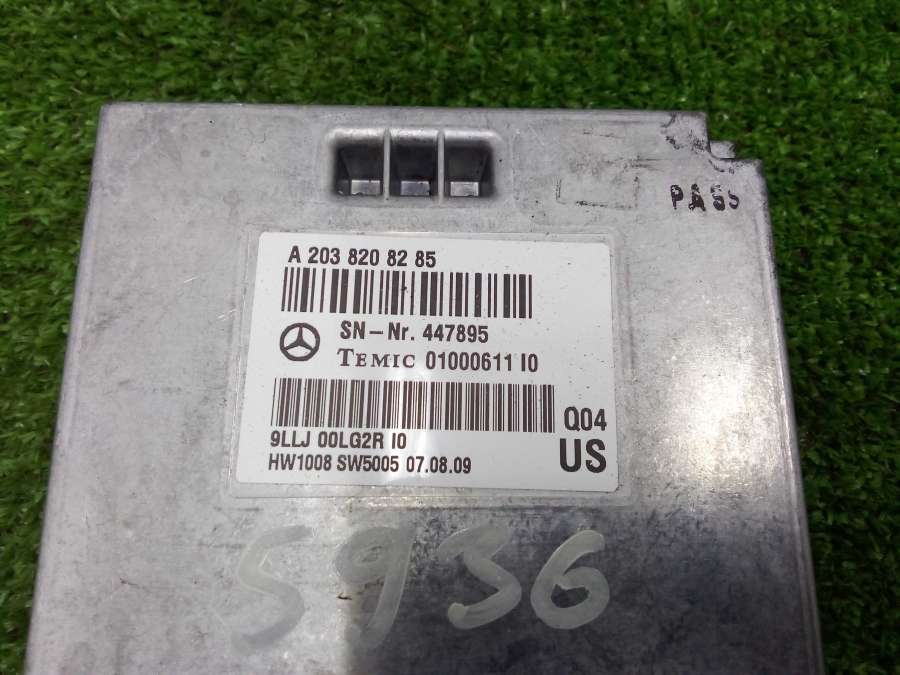 PASS
A 203 820 82 85
SN-Nr. 447895
TEMIC 01000611 I0
Q04
9LLJ 00LG2R I0
US
HW1008 SW5005 07.08.09
5936